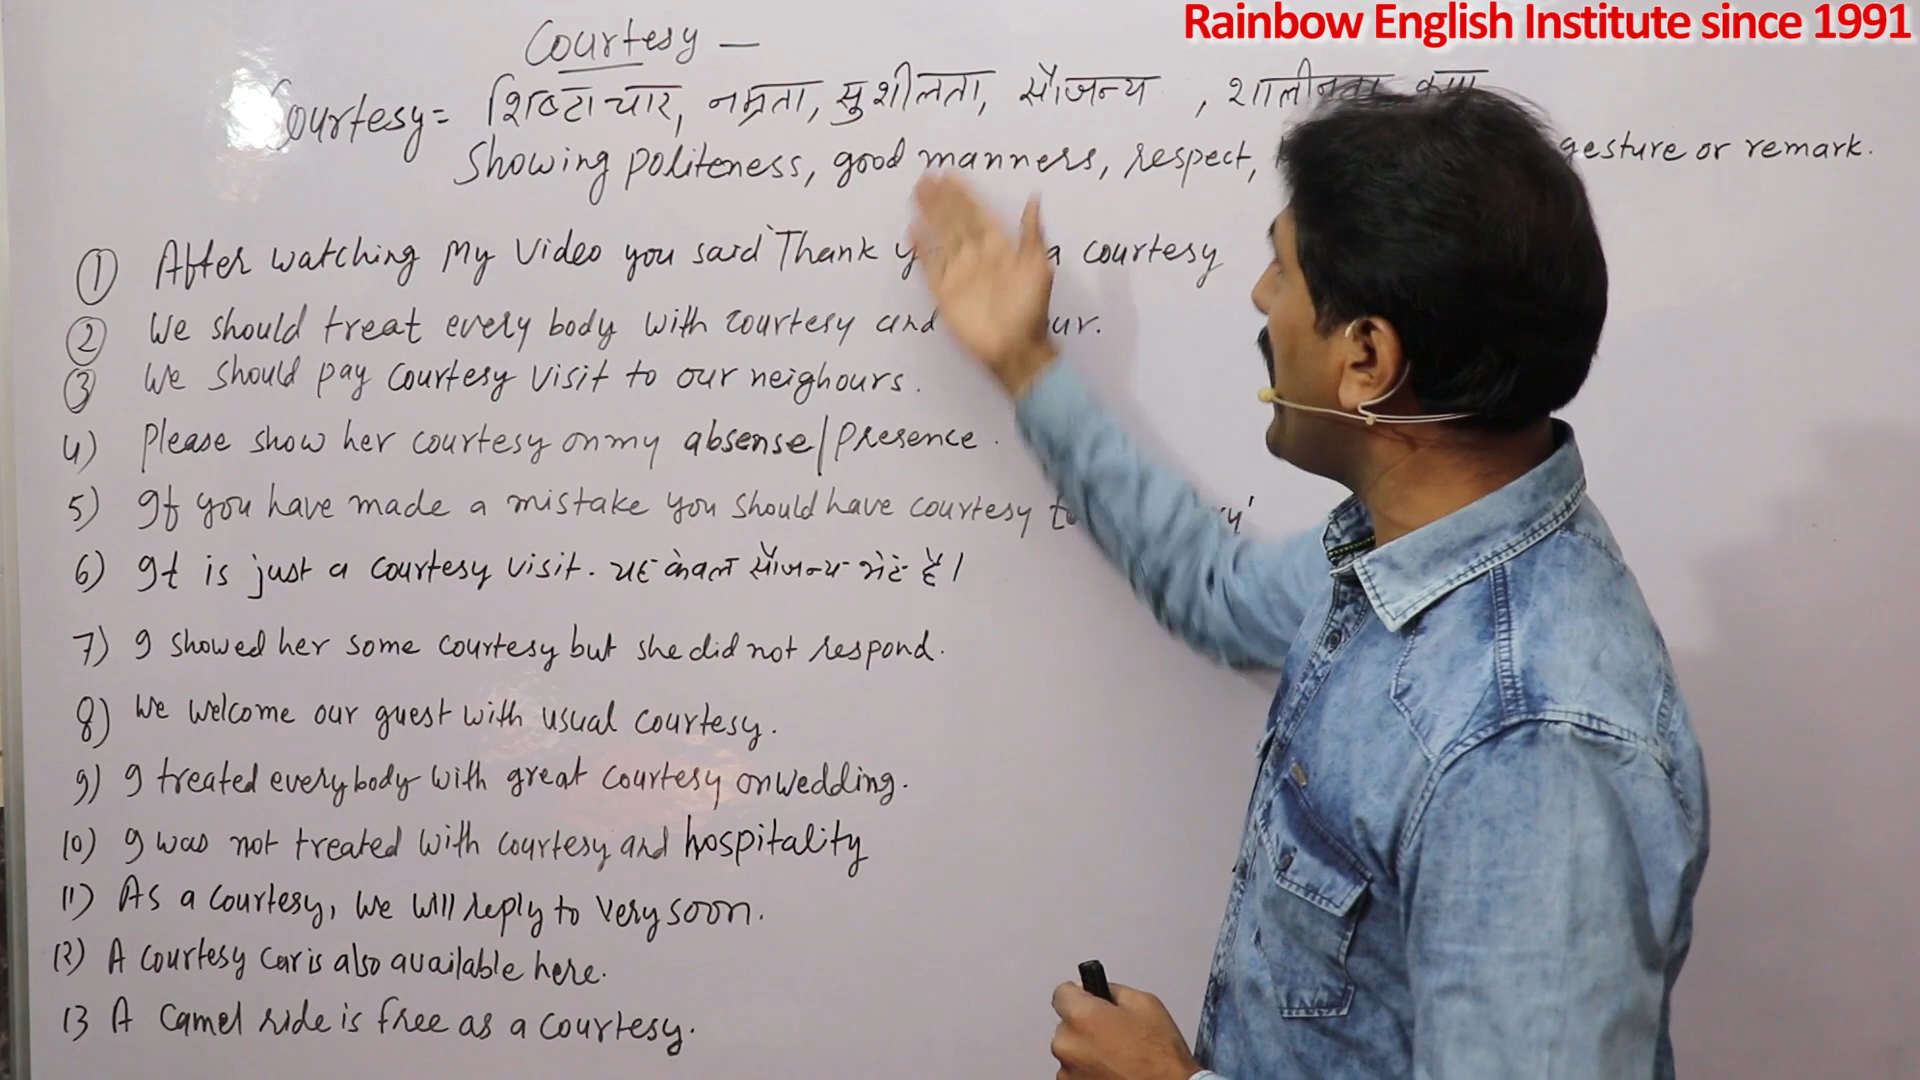 Rainbow English Institute since 1991
Courtesy —
Courtesy = शिष्टाचार, नम्रता, सुशीलता, सौजन्य , शालीनता,
Showing politeness, good manners, respect, gesture or remark.
① After watching My Video you said 'Thank a courtesy
② We should treat every body with courtesy and
③ We should pay courtesy visit to our neighours.
4) Please show her courtesy on my absense/presence.
5) If you have made a mistake you should have courtesy
6) It is just a courtesy visit. यह केवल सौजन्य भेंट है।
7) I showed her some courtesy but she did not respond.
8) We welcome our guest with usual courtesy.
9) I treated everybody with great courtesy on wedding.
10) I was not treated with courtesy and hospitality
11) As a courtesy, we will reply to very soon.
12) A courtesy car is also available here.
13 A Camel ride is free as a courtesy.